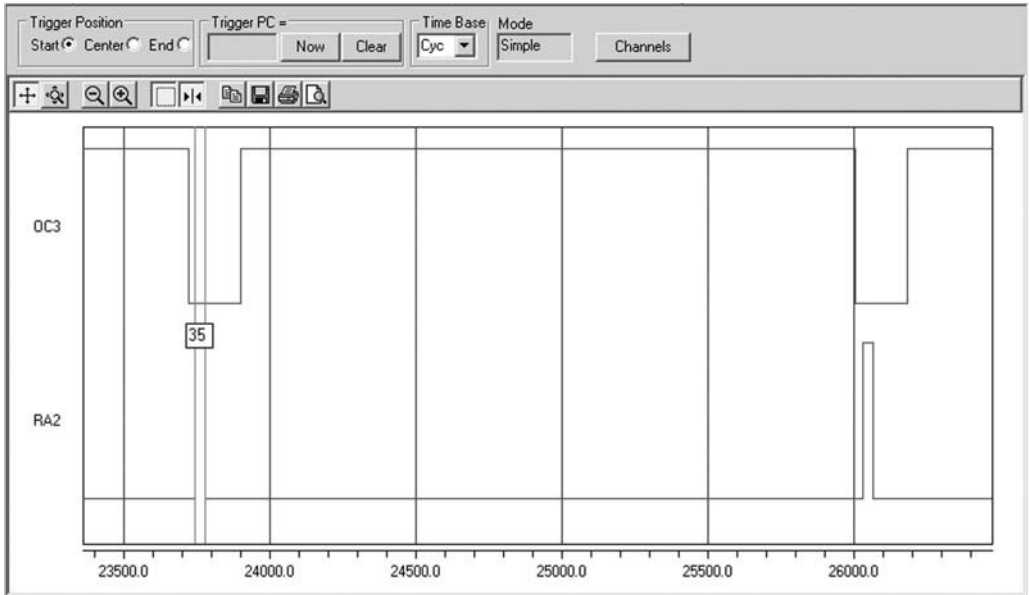 Trigger Position
Trigger PC =
Time Base
Mode
Start
Center
End
Now
Clear
Cyc
Simple
Channels
OC3
35
RA2
23500.0
24000.0
24500.0
25000.0
25500.0
26000.0